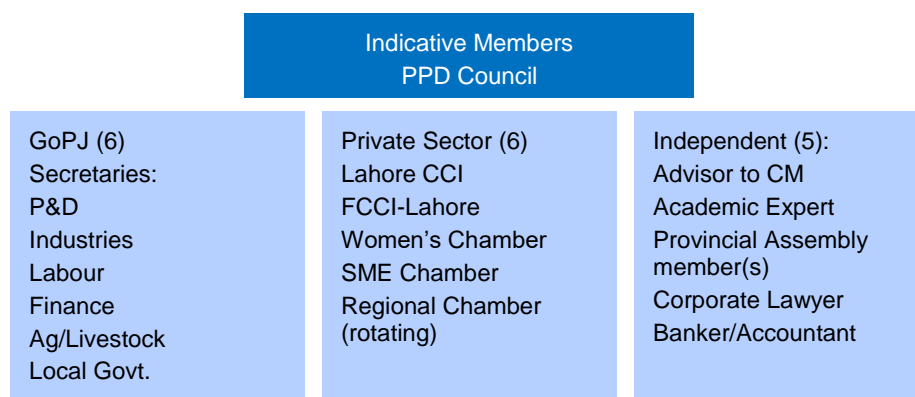 Indicative Members
PPD Council
GoPJ (6)
Secretaries:
P&D
Industries
Labour
Finance
Ag/Livestock
Local Govt.
Private Sector (6)
Lahore CCI
FCCI-Lahore
Women’s Chamber
SME Chamber
Regional Chamber
(rotating)
Independent (5):
Advisor to CM
Academic Expert
Provincial Assembly
member(s)
Corporate Lawyer
Banker/Accountant